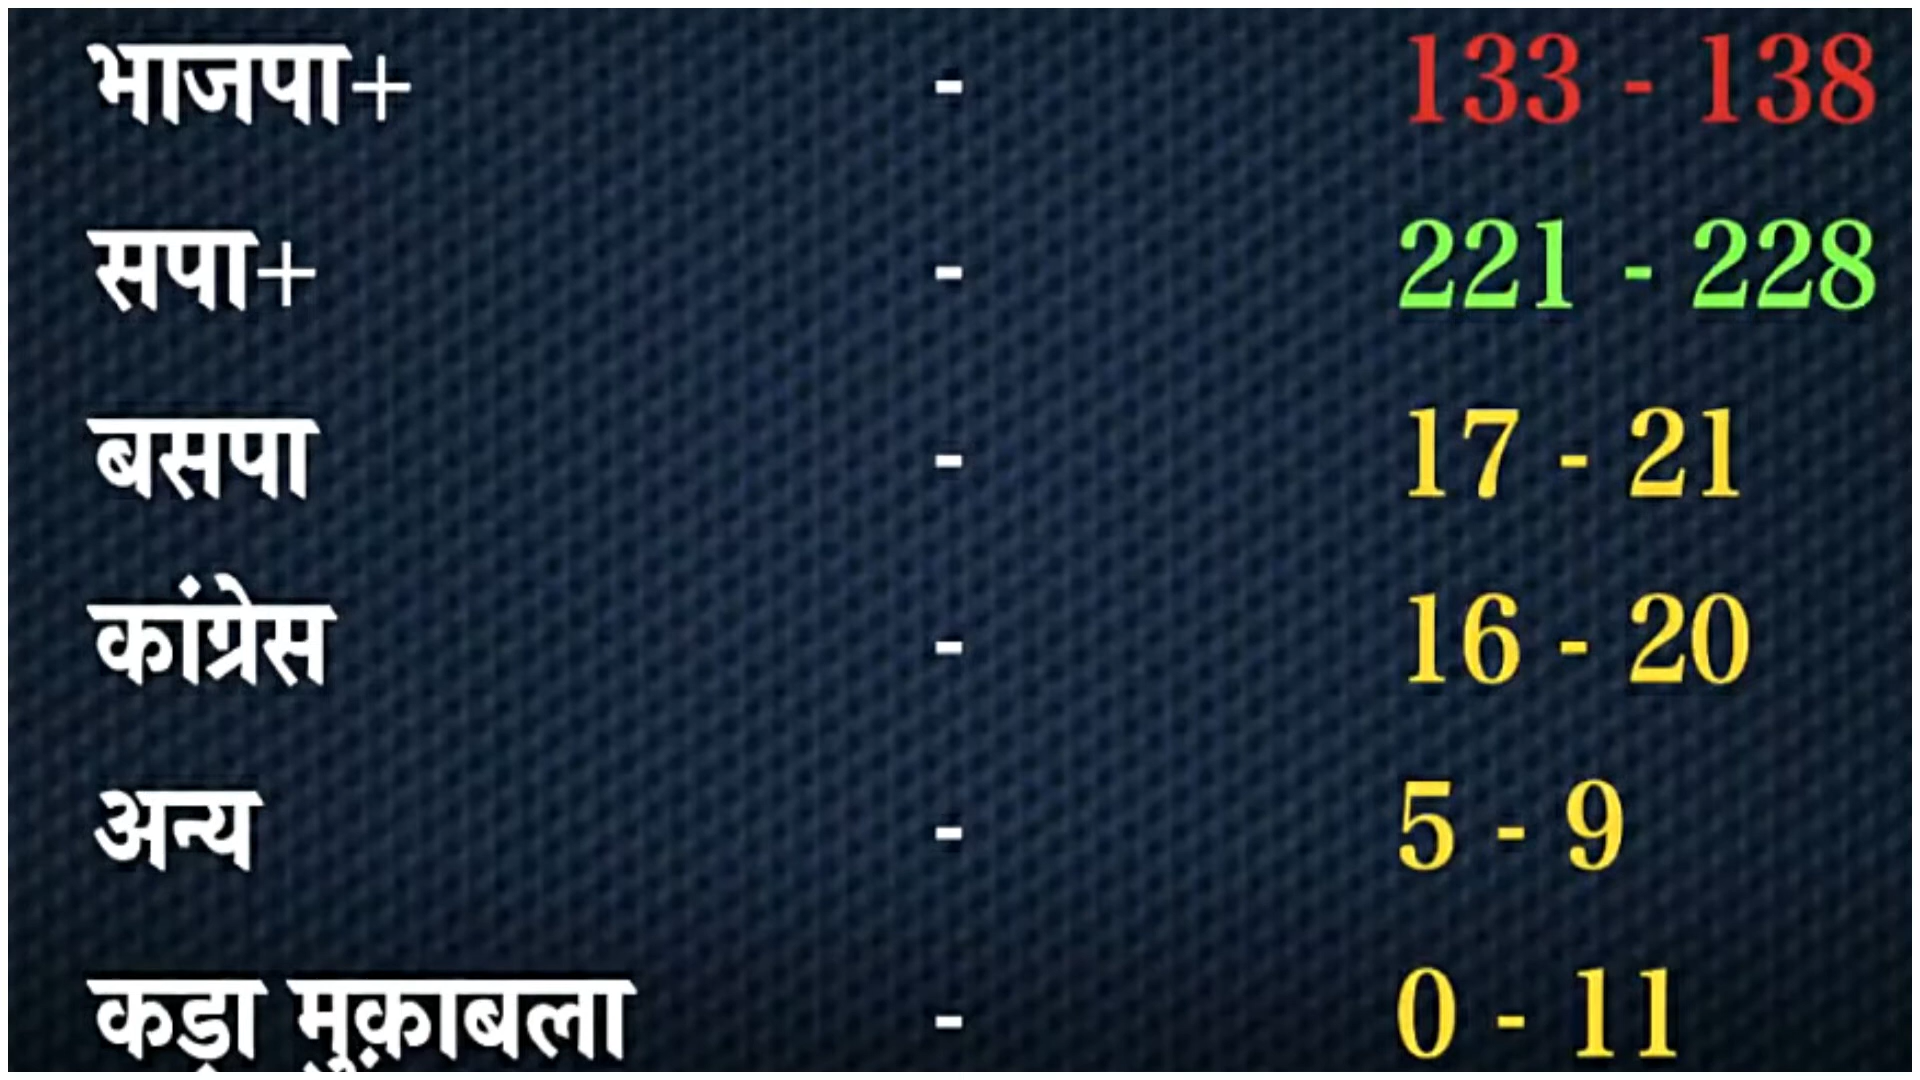 भाजपा+ - 133 - 138
सपा+ - 221 - 228
बसपा - 17 - 21
कांग्रेस - 16 - 20
अन्य - 5 - 9
कड़ा मुक़ाबला - 0 - 11